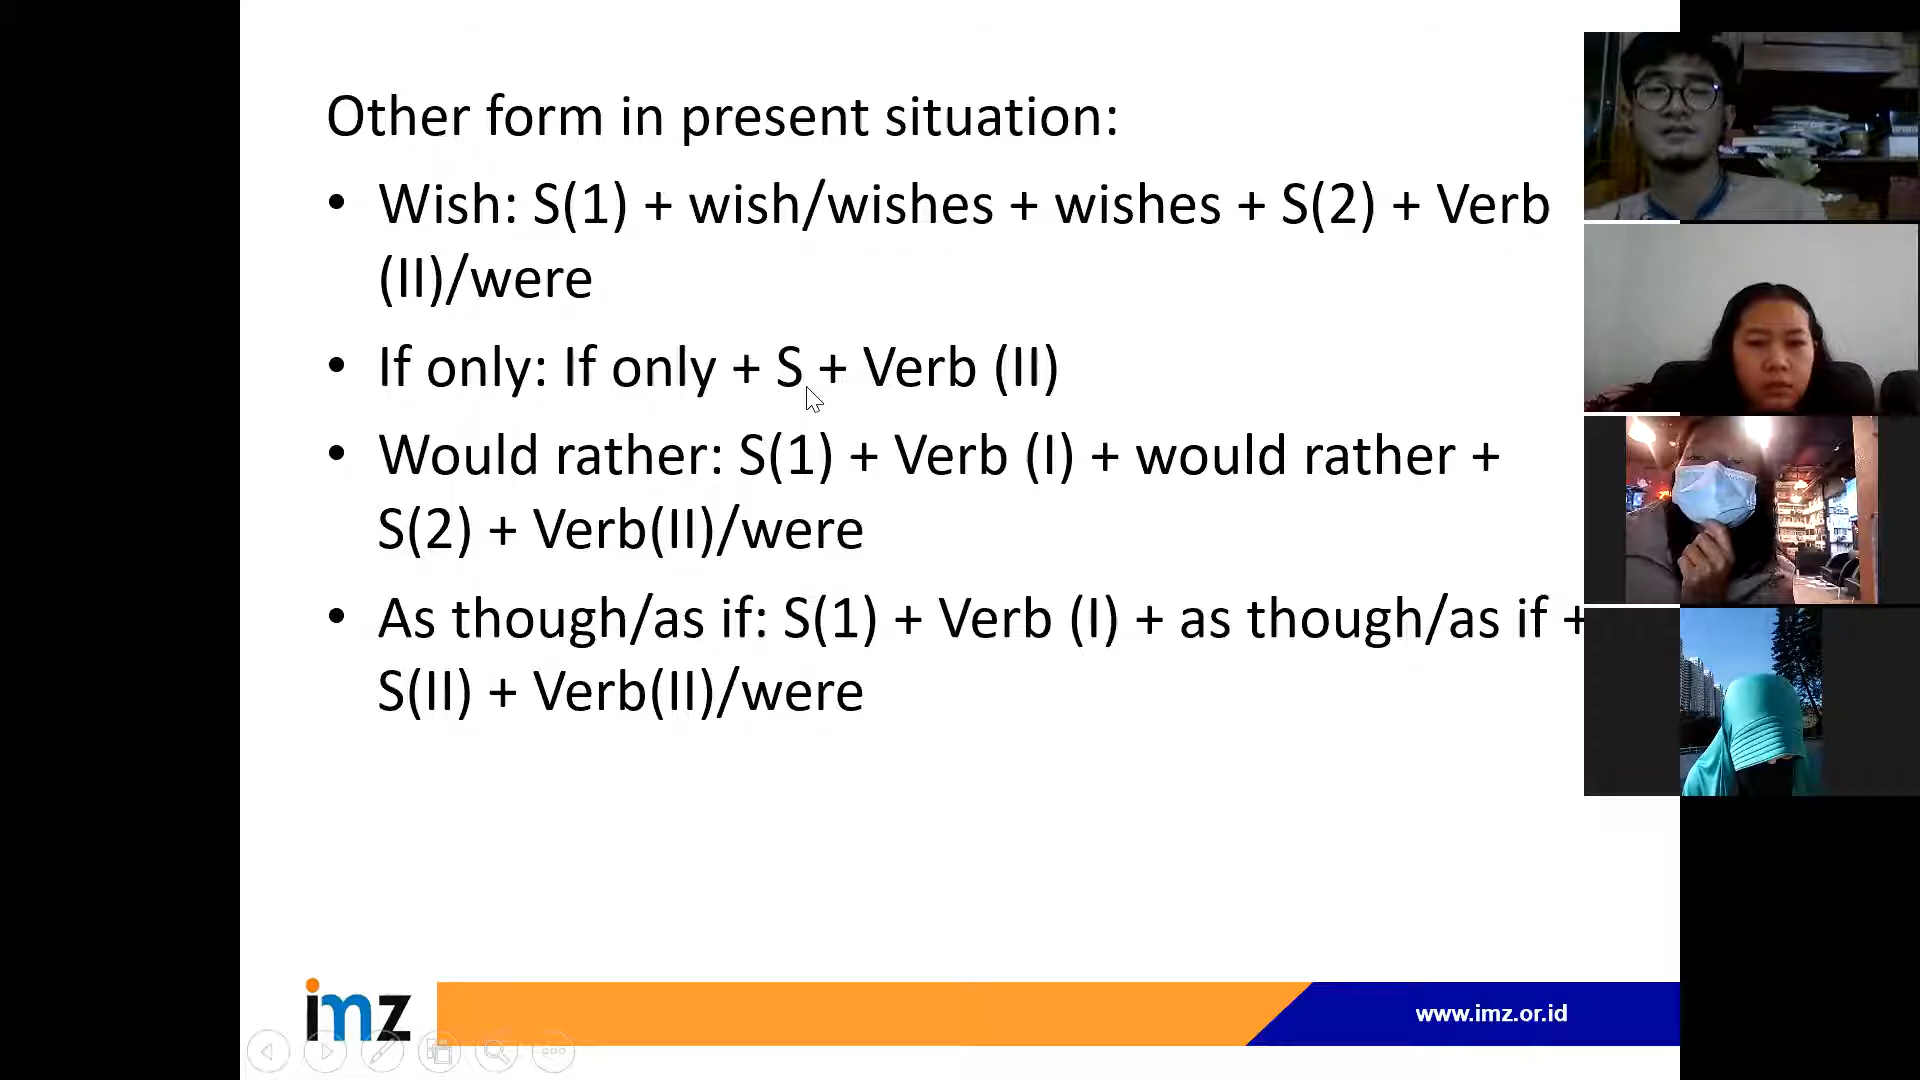 Other form in present situation:
• Wish: S(1) + wish/wishes + wishes + S(2) + Verb
(II)/were
• If only: If only + S + Verb (II)
• Would rather: S(1) + Verb (I) + would rather +
S(2) + Verb(II)/were
• As though/as if: S(1) + Verb (I) + as though/as if +
S(II) + Verb(II)/were
imz
www.imz.or.id